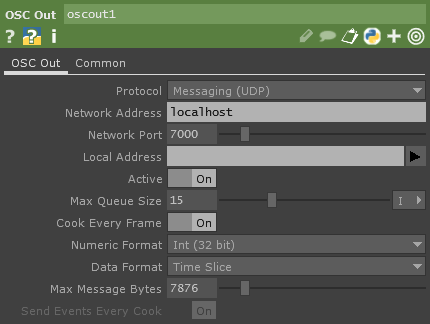 OSC Out oscout1
? ? i
OSC Out Common
Protocol Messaging (UDP)
Network Address localhost
Network Port 7000
Local Address
Active On
Max Queue Size 15 I
Cook Every Frame On
Numeric Format Int (32 bit)
Data Format Time Slice
Max Message Bytes 7876
Send Events Every Cook On